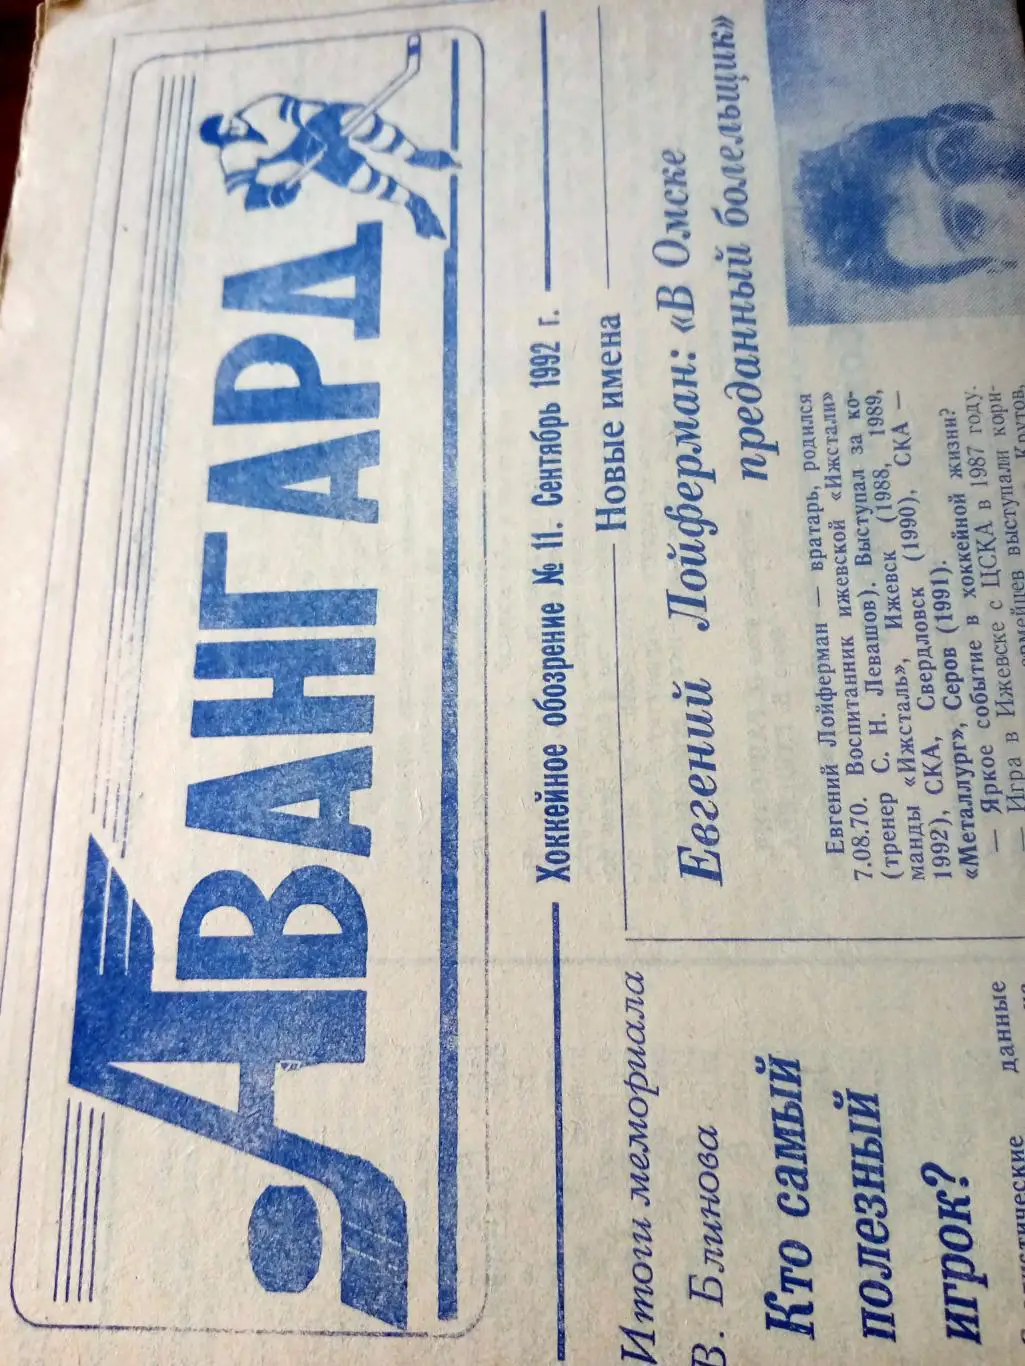 АВАНГАРД
Хоккейное обозрение № 11. Сентябрь 1992 г.
Итоги мемориала
В. Блинова
Кто самый
полезный
игрок?
данные
Новые имена
Евгений Лойферман: «В Омске
преданный болельщик»
Евгений Лойферман — вратарь, родился
7.08.70. Воспитанник ижевской «Ижстали»
(тренер С. Н. Левашов). Выступал за ко-
манды «Ижсталь», Ижевск (1988, 1989,
1992), СКА, Свердловск (1990), СКА —
«Металлург», Серов (1991).
— Яркое событие в хоккейной жизни?
— Игра в Ижевске с ЦСКА в 1987 году.
выступали кори-
Крутов,